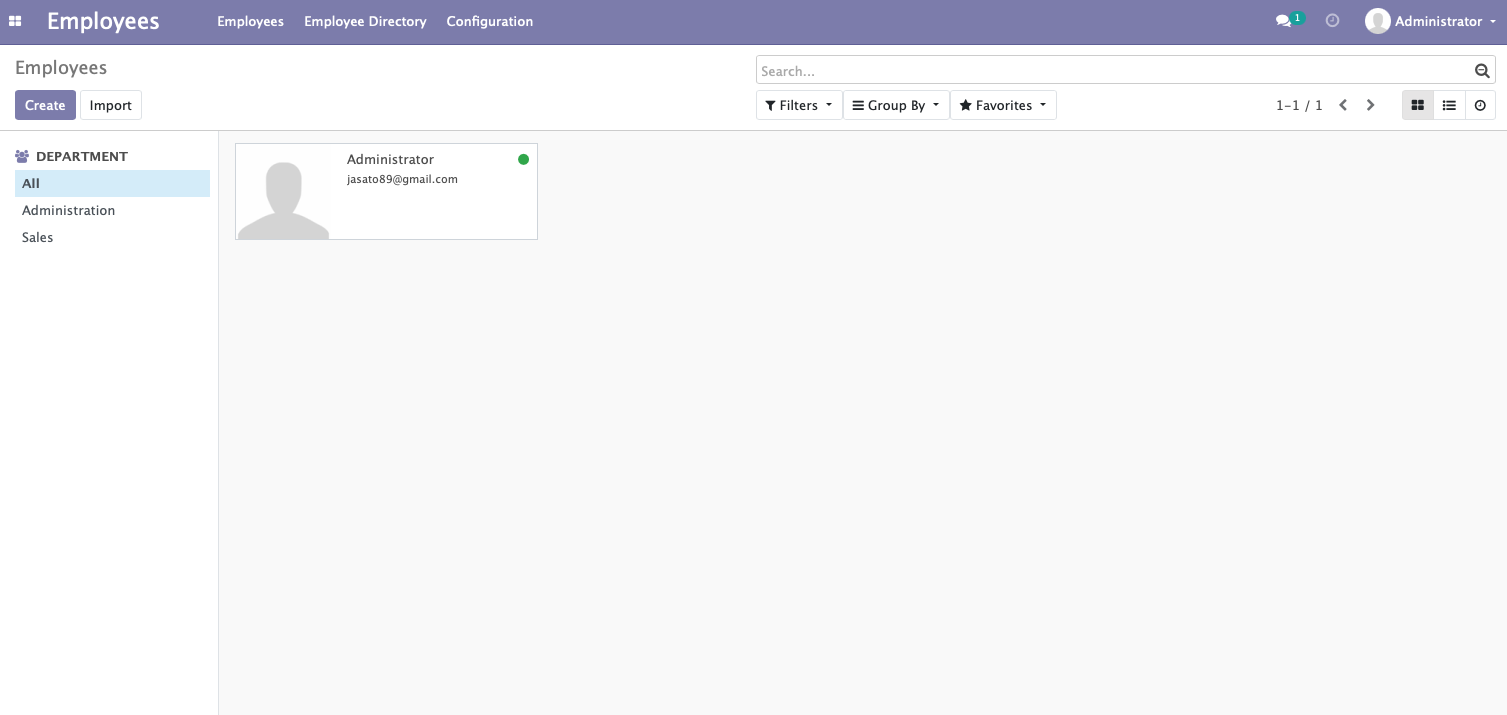 Employees Employees Employee Directory Configuration 1 Administrator
Employees
Search...
Create Import Filters Group By Favorites 1-1 / 1
DEPARTMENT
All
Administration
Sales
Administrator
jasato89@gmail.com